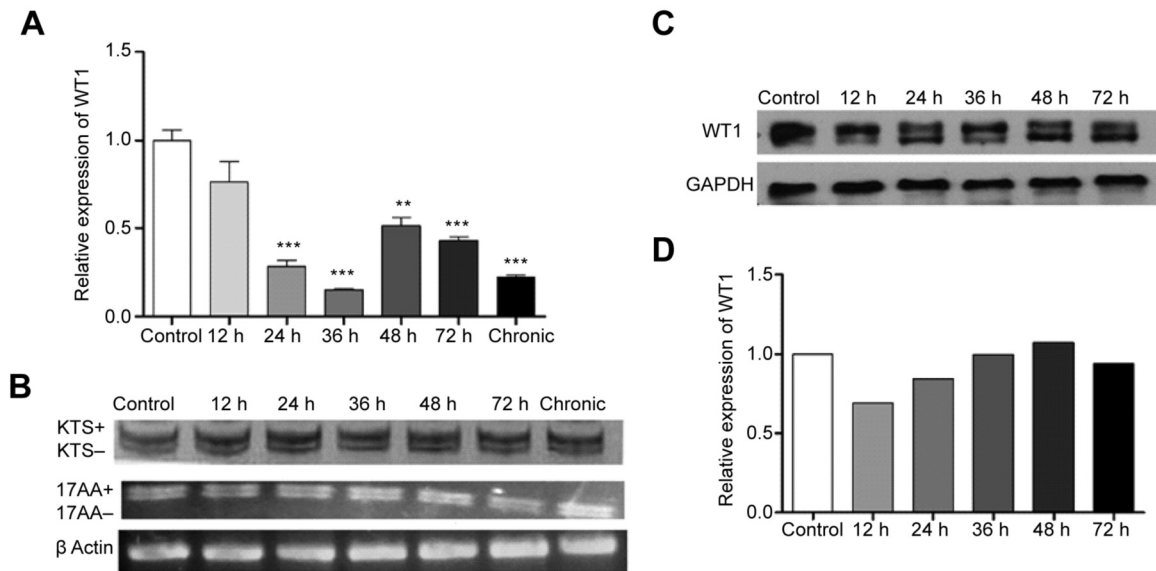 A
Relative expression of WT1
1.5
1.0
0.5
0.0
**
***
***
***
***
Control 12 h 24 h 36 h 48 h 72 h Chronic
B
Control 12 h 24 h 36 h 48 h 72 h Chronic
KTS+
KTS–
17AA+
17AA–
β Actin
C
Control 12 h 24 h 36 h 48 h 72 h
WT1
GAPDH
D
Relative expression of WT1
1.5
1.0
0.5
0.0
Control 12 h 24 h 36 h 48 h 72 h